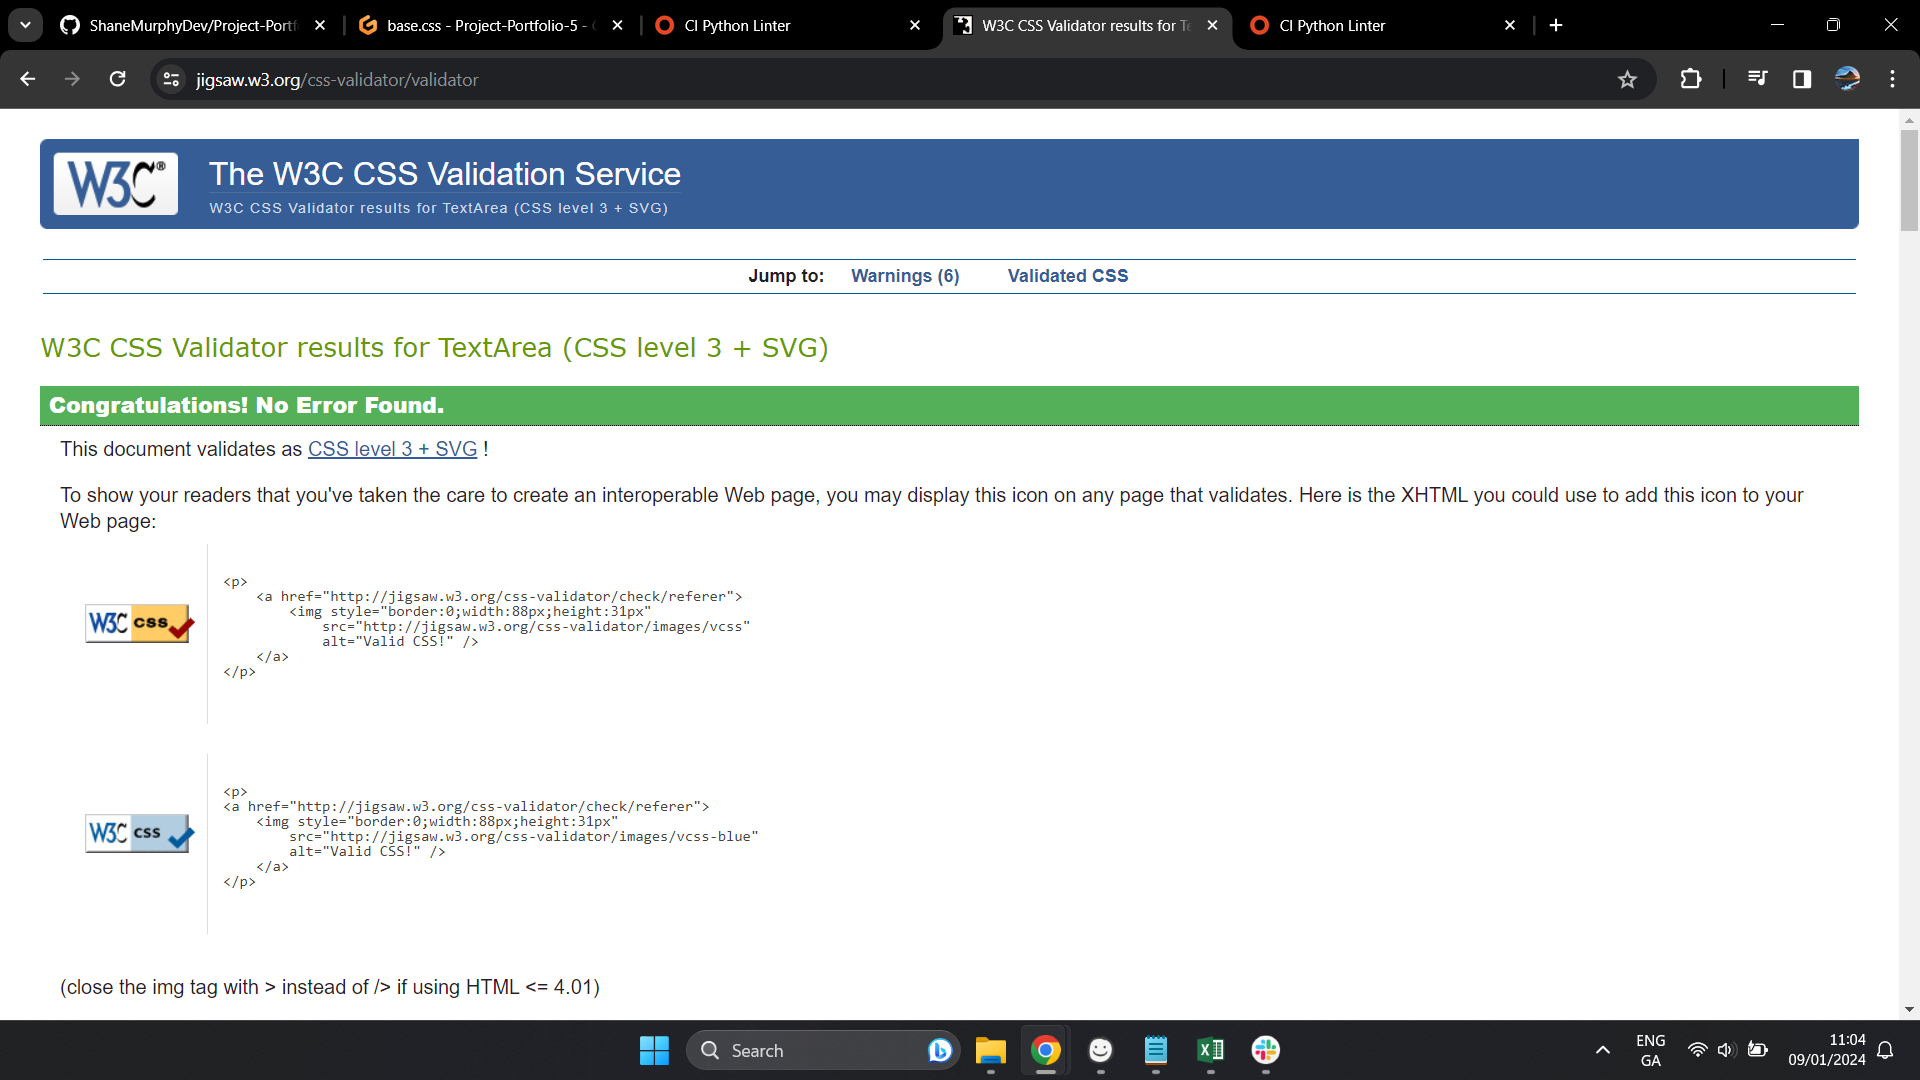 ShaneMurphyDev/Project-Portf
base.css - Project-Portfolio-5 -
CI Python Linter
W3C CSS Validator results for Te
CI Python Linter
jigsaw.w3.org/css-validator/validator
W3C®
The W3C CSS Validation Service
W3C CSS Validator results for TextArea (CSS level 3 + SVG)
Jump to: Warnings (6) Validated CSS
W3C CSS Validator results for TextArea (CSS level 3 + SVG)
Congratulations! No Error Found.
This document validates as CSS level 3 + SVG !
To show your readers that you've taken the care to create an interoperable Web page, you may display this icon on any page that validates. Here is the XHTML you could use to add this icon to your
Web page:
W3C css
<p>
<a href="http://jigsaw.w3.org/css-validator/check/referer">
<img style="border:0;width:88px;height:31px"
src="http://jigsaw.w3.org/css-validator/images/vcss"
alt="Valid CSS!" />
</a>
</p>
W3C css
<p>
<a href="http://jigsaw.w3.org/css-validator/check/referer">
<img style="border:0;width:88px;height:31px"
src="http://jigsaw.w3.org/css-validator/images/vcss-blue"
alt="Valid CSS!" />
</a>
</p>
(close the img tag with > instead of /> if using HTML <= 4.01)
Search
ENG
GA
11:04
09/01/2024